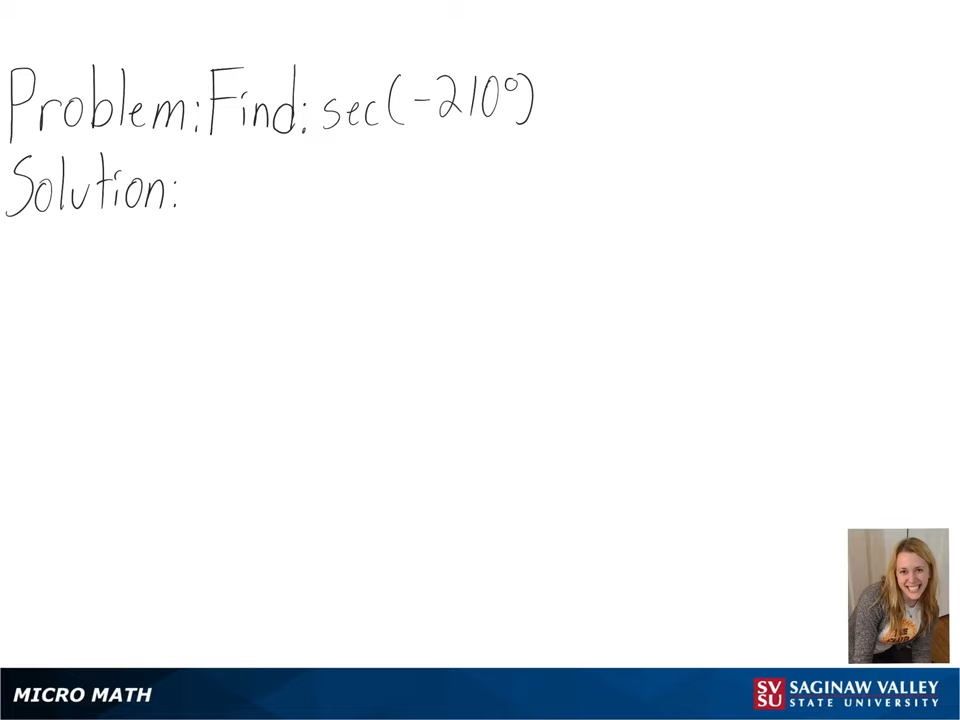 Problem: Find: sec(-210°)
Solution:
MICRO MATH
SV
SU
SAGINAW VALLEY
STATE UNIVERSITY